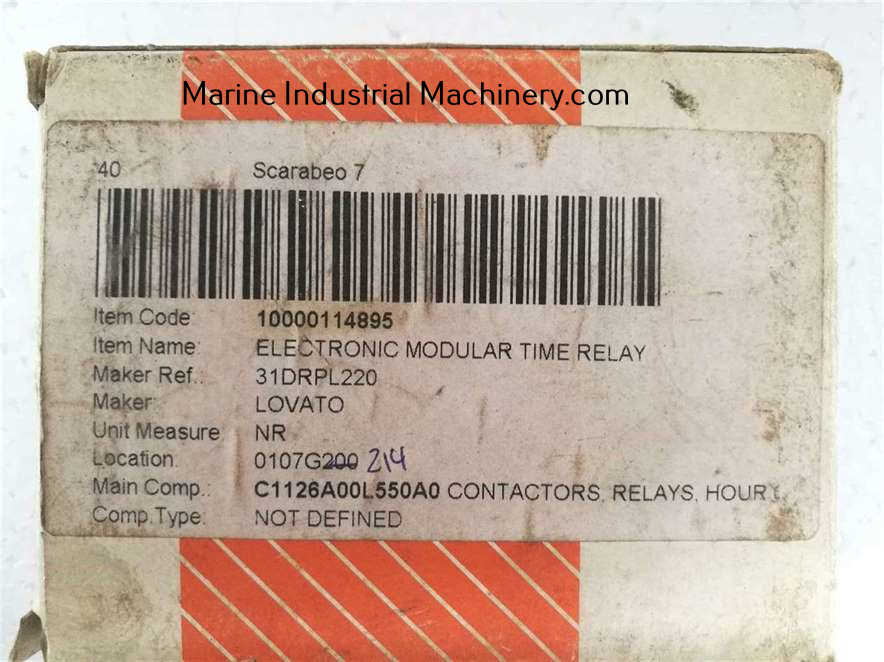 Marine Industrial Machinery.com
40 Scarabeo 7
Item Code: 10000114895
Item Name: ELECTRONIC MODULAR TIME RELAY
Maker Ref.: 31DRPL220
Maker: LOVATO
Unit Measure NR
Location: 0107G200 214
Main Comp.: C1126A00L550A0 CONTACTORS, RELAYS, HOUR
Comp.Type: NOT DEFINED